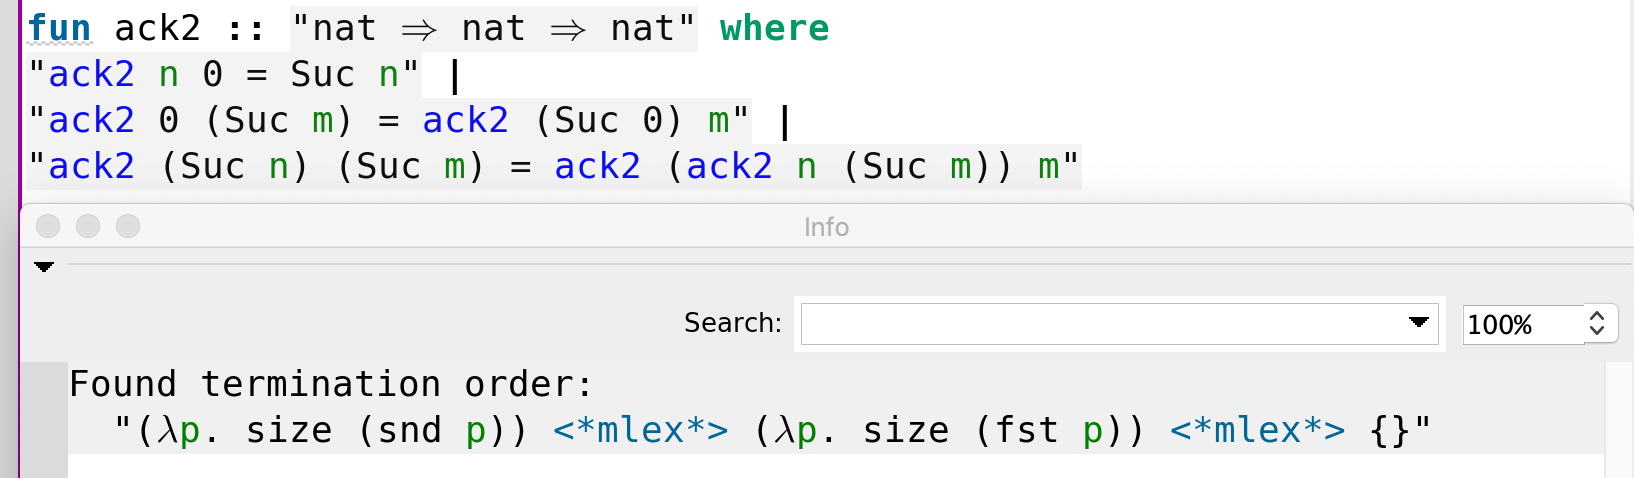 fun ack2 :: "nat ⇒ nat ⇒ nat" where
"ack2 n 0 = Suc n" |
"ack2 0 (Suc m) = ack2 (Suc 0) m" |
"ack2 (Suc n) (Suc m) = ack2 (ack2 n (Suc m)) m"
Info
Search: 100%
Found termination order:
"(λp. size (snd p)) <*mlex*> (λp. size (fst p)) <*mlex*> {}"